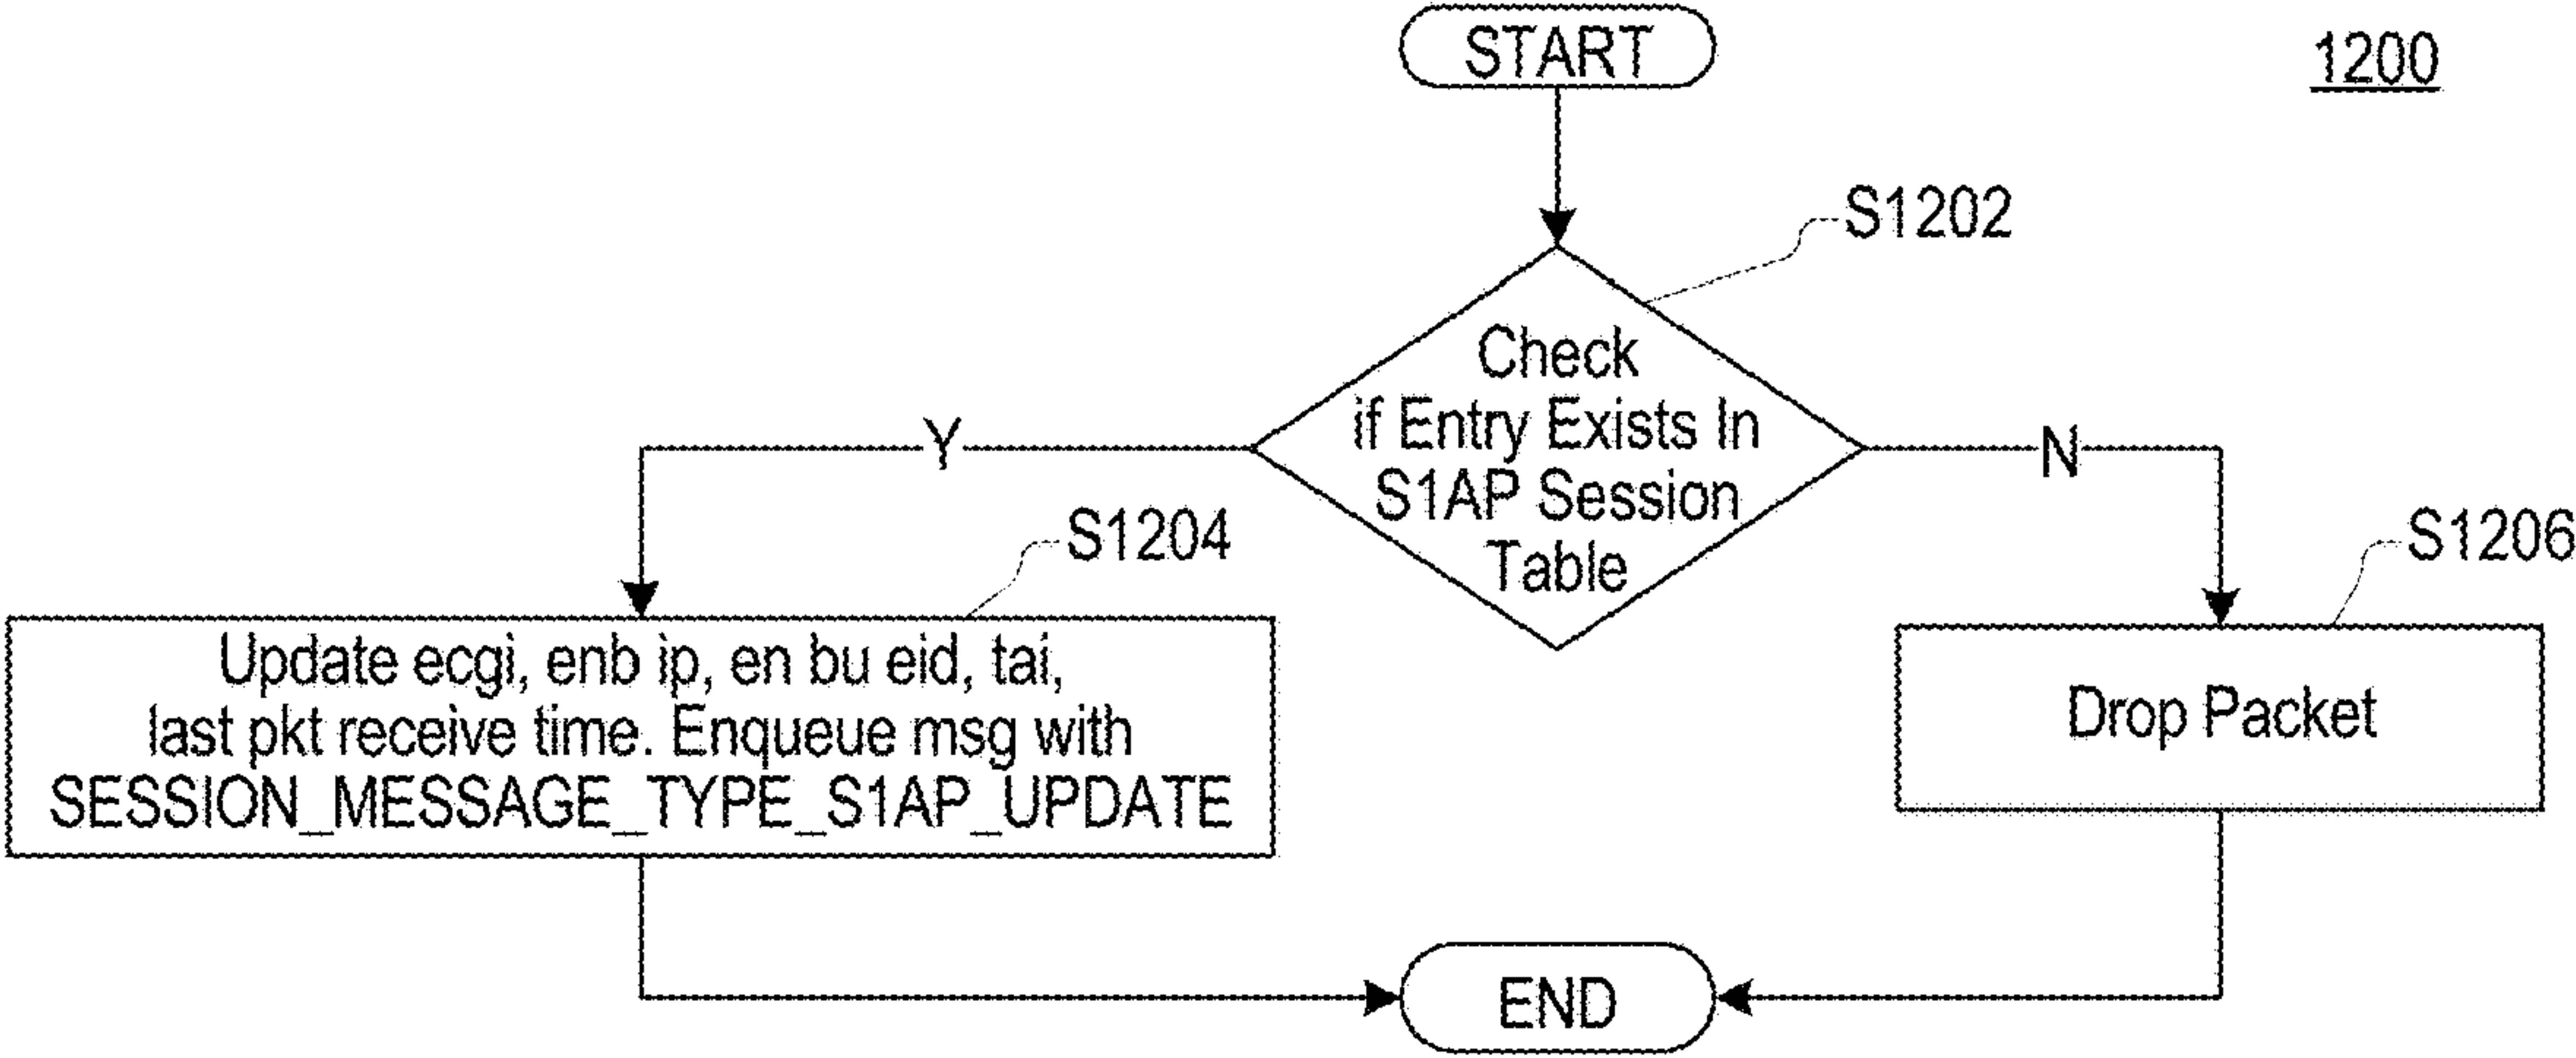 START
1200
S1202
Check
if Entry Exists In
S1AP Session
Table
Y
N
S1204
S1206
Update ecgi, enb ip, en bu eid, tai,
last pkt receive time. Enqueue msg with
SESSION_MESSAGE_TYPE_S1AP_UPDATE
Drop Packet
END